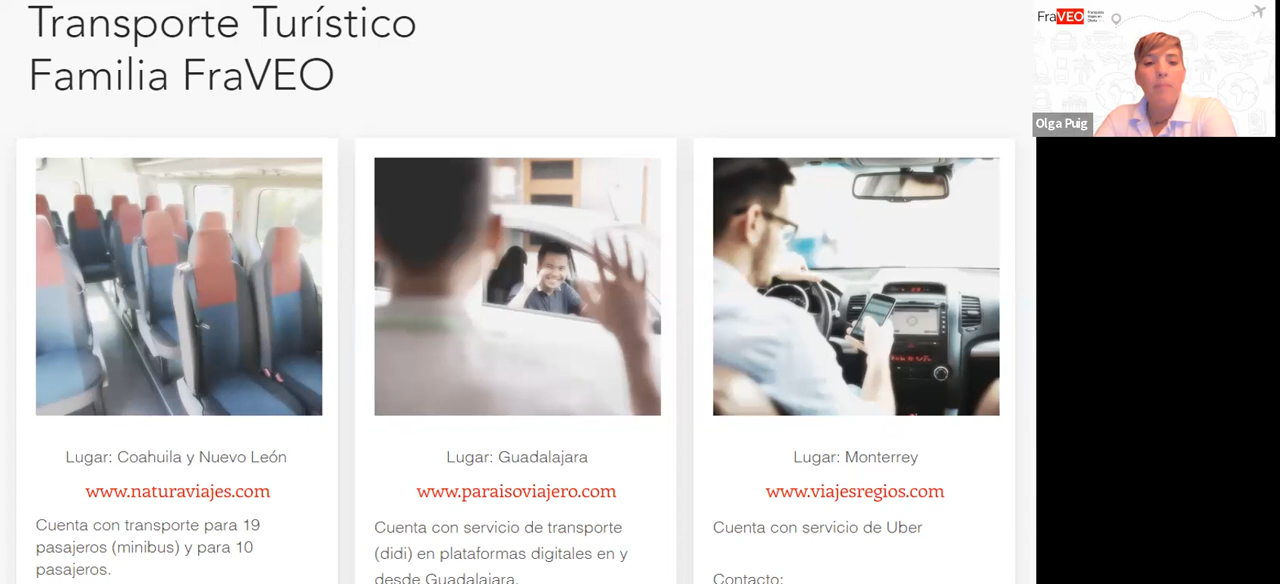 Transporte Turístico
Familia FraVEO
FraVEO
Olga Puig
Lugar: Coahuila y Nuevo León
www.naturaviajes.com
Cuenta con transporte para 19
pasajeros (minibus) y para 10
pasajeros.
Lugar: Guadalajara
www.paraisoviajero.com
Cuenta con servicio de transporte
(didi) en plataformas digitales en y
desde Guadalajara.
Lugar: Monterrey
www.viajesregios.com
Cuenta con servicio de Uber
Contacto: